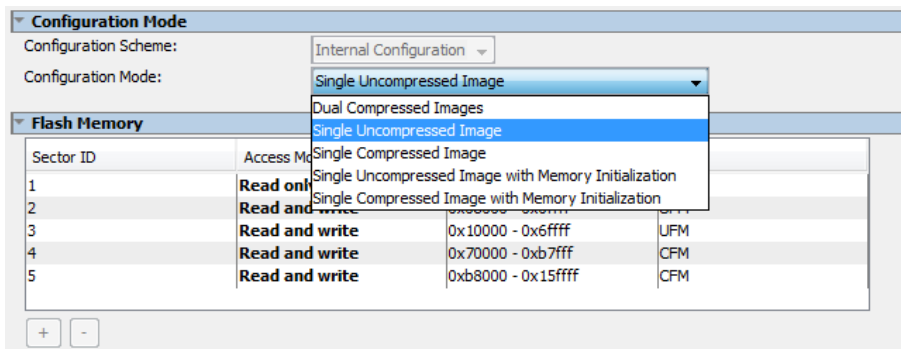 Configuration Mode
Configuration Scheme:
Internal Configuration
Configuration Mode:
Single Uncompressed Image
Dual Compressed Images
Single Uncompressed Image
Single Compressed Image
Single Uncompressed Image with Memory Initialization
Single Compressed Image with Memory Initialization
Flash Memory
Sector ID Access
1 Read only
2 Read and write UFM
3 Read and write 0x10000 - 0x6ffff UFM
4 Read and write 0x70000 - 0xb7fff CFM
5 Read and write 0xb8000 - 0x15ffff CFM
+ -